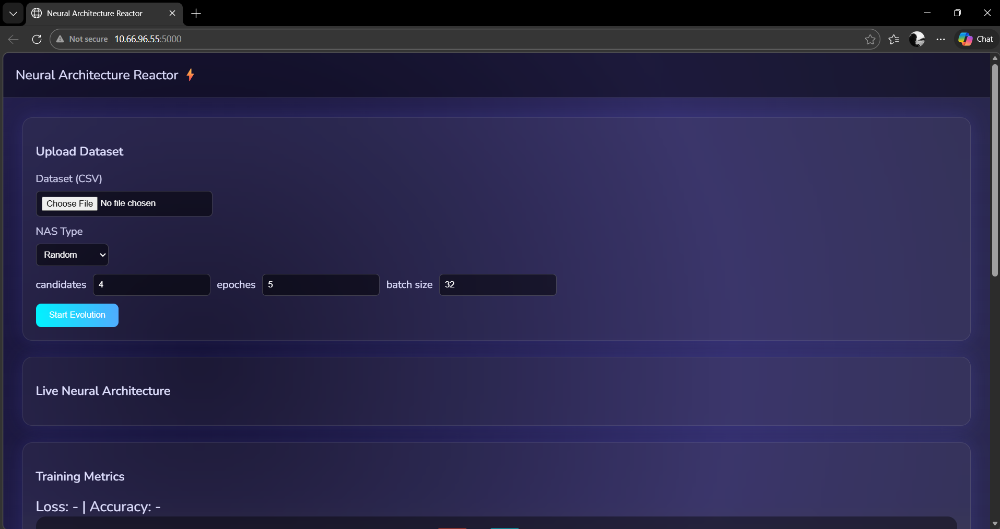 Neural Architecture Reactor
Not secure 10.66.96.55:5000
Chat
Neural Architecture Reactor
Upload Dataset
Dataset (CSV)
Choose File No file chosen
NAS Type
Random
candidates 4 epoches 5 batch size 32
Start Evolution
Live Neural Architecture
Training Metrics
Loss: - | Accuracy: -